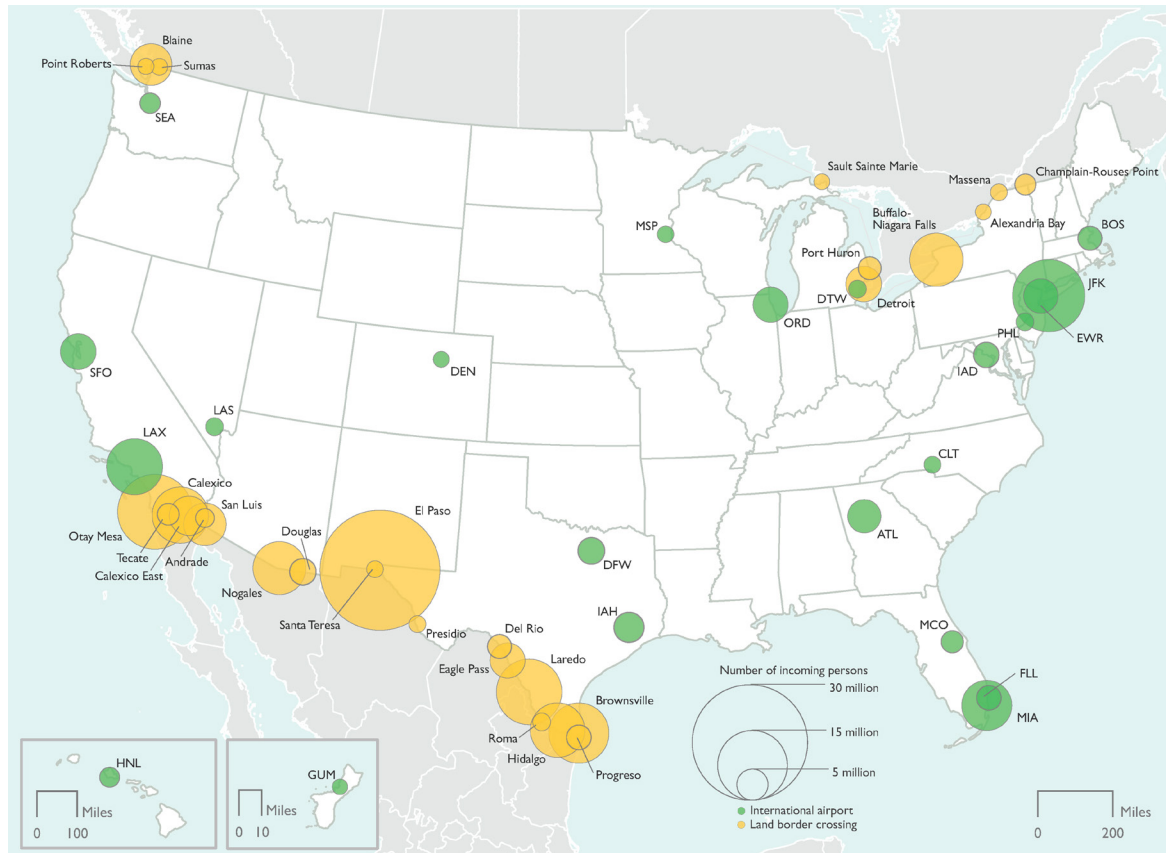 Blaine
Point Roberts
Sumas
SEA
Sault Sainte Marie
Massena
Champlain-Rouses Point
MSP
Buffalo-
Niagara Falls
Alexandria Bay
BOS
Port Huron
JFK
DTW
Detroit
ORD
PHL
EWR
SFO
DEN
IAD
LAS
LAX
CLT
Calexico
San Luis
El Paso
Otay Mesa
Douglas
ATL
Tecate
Andrade
DFW
Calexico East
Nogales
IAH
Santa Teresa
Presidio
MCO
Del Rio
Eagle Pass
Laredo
Number of incoming persons
FLL
30 million
Brownsville
MIA
15 million
Roma
Hidalgo
Progreso
5 million
HNL
GUM
International airport
Land border crossing
Miles
0 100
Miles
0 10
Miles
0 200